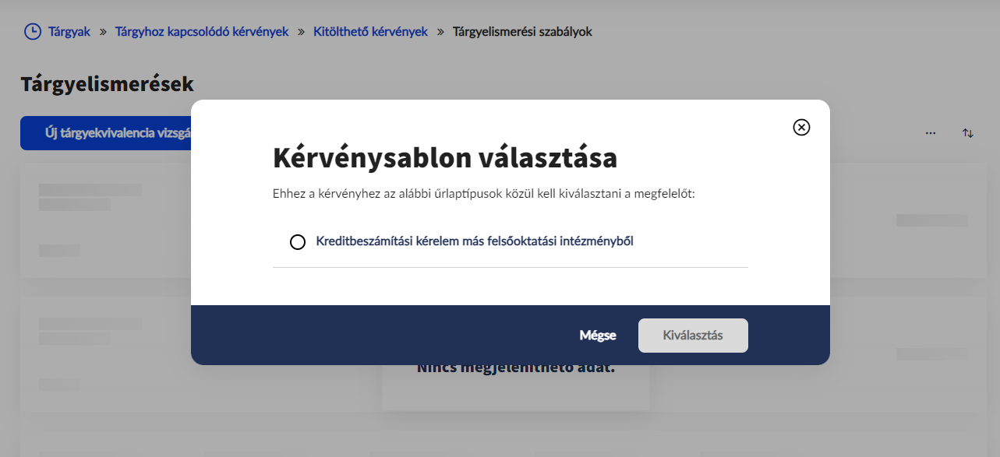 Tárgyak » Tárgyhoz kapcsolódó kérvények » Kitölthető kérvények » Tárgyelismerési szabályok
Tárgyelismerések
Új tárgyekvivalencia vizsgá
Kérvénysablon választása
Ehhez a kérvényhez az alábbi űrlaptípusok közül kell kiválasztani a megfelelőt:
Kreditbeszámítási kérelem más felsőoktatási intézményből
Mégse
Kiválasztás
Nincs megjeleníthető adat.